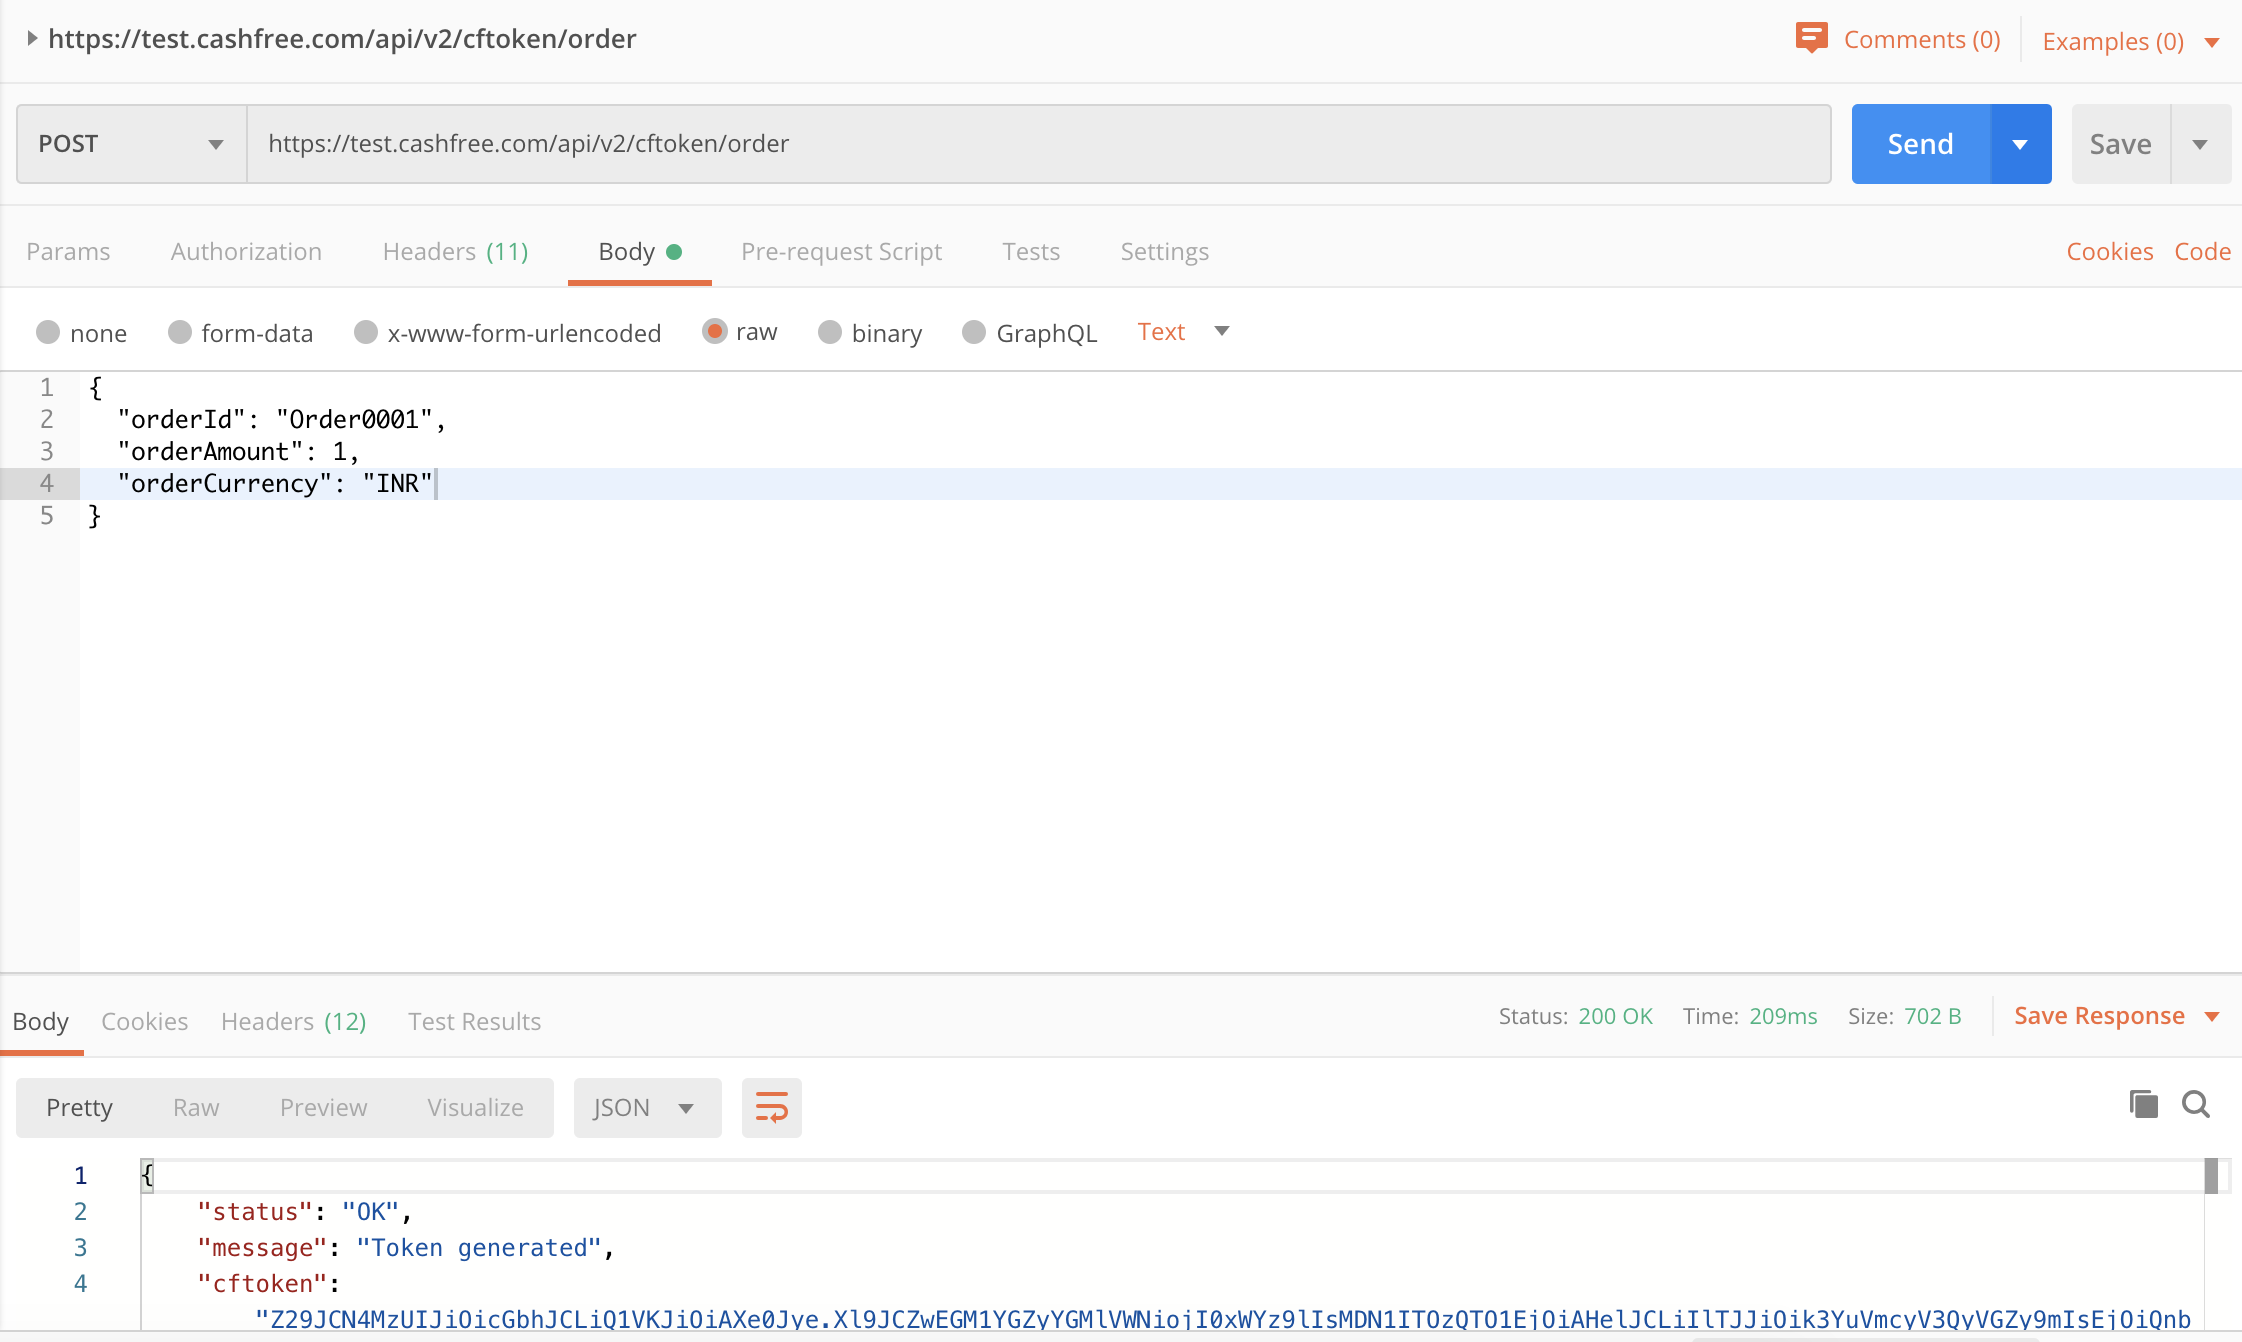 https://test.cashfree.com/api/v2/cftoken/order
Comments (0) Examples (0)
POST https://test.cashfree.com/api/v2/cftoken/order Send Save
Params Authorization Headers (11) Body Pre-request Script Tests Settings Cookies Code
none form-data x-www-form-urlencoded raw binary GraphQL Text
1 {
2 "orderId": "Order0001",
3 "orderAmount": 1,
4 "orderCurrency": "INR"
5 }
Body Cookies Headers (12) Test Results Status: 200 OK Time: 209ms Size: 702 B Save Response
Pretty Raw Preview Visualize JSON
1 {
2 "status": "OK",
3 "message": "Token generated",
4 "cftoken":